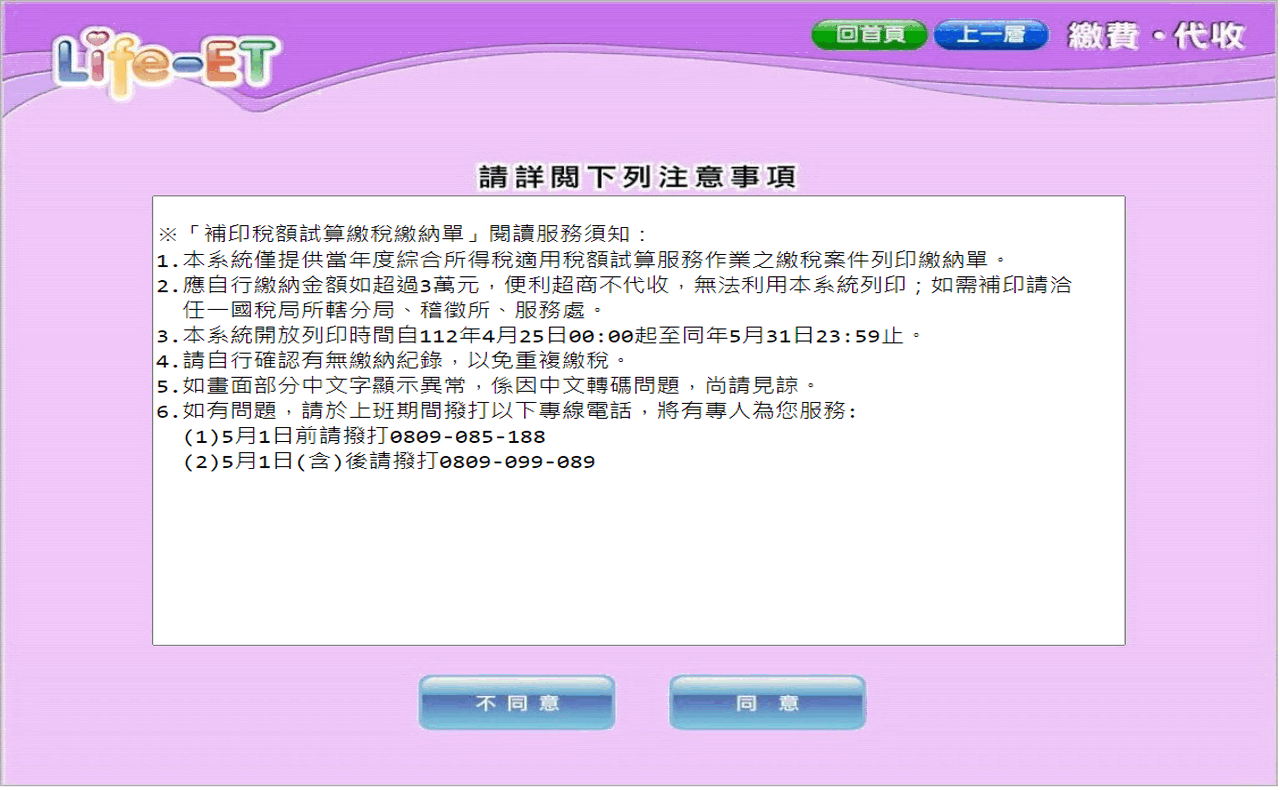 Life-ET
回首頁 上一層 繳費・代收
請詳閱下列注意事項
※「補印稅額試算繳稅繳納單」閱讀服務須知：
1.本系統僅提供當年度綜合所得稅適用稅額試算服務作業之繳稅案件列印繳納單。
2.應自行繳納金額如超過3萬元，便利超商不代收，無法利用本系統列印；如需補印請洽
任一國稅局所轄分局、稽徵所、服務處。
3.本系統開放列印時間自112年4月25日00:00起至同年5月31日23:59止。
4.請自行確認有無繳納紀錄，以免重複繳稅。
5.如畫面部分中文字顯示異常，係因中文轉碼問題，尚請見諒。
6.如有問題，請於上班期間撥打以下專線電話，將有專人為您服務:
(1)5月1日前請撥打0809-085-188
(2)5月1日(含)後請撥打0809-099-089
不同意 同意